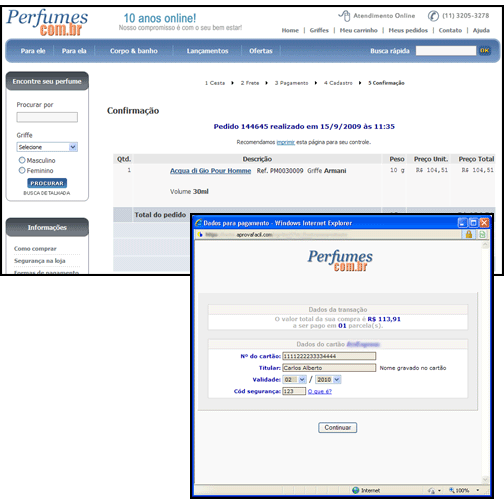 Perfumes
.com.br
10 anos online!
Nosso compromisso é com o seu bem estar!
Atendimento Online (11) 3205-3278
Home | Grifes | Meu carrinho | Meus pedidos | Contato | Ajuda
Para ele Para ela Corpo & banho Lançamentos Ofertas Busca rápida OK
Encontre seu perfume
Procurar por
Griffe
Selecione
Masculino
Feminino
PROCURAR
BUSCA DETALHADA
Informações
Como comprar
Segurança na loja
Formas de pagamento
1 Cesta 2 Frete 3 Pagamento 4 Cadastro 5 Confirmação
Confirmação
Pedido 144645 realizado em 15/9/2009 às 11:35
Recomendamos imprimir esta página para seu controle.
Qtd. Descrição Peso Preço Unit. Preço Total
1 Acqua di Gio Pour Homme Ref. PM0030009 Griffe Armani 10 g R$ 104,51 R$ 104,51
Volume 30ml
Total do pedido
Dados para pagamento - Windows Internet Explorer
aprovafacil.com
Perfumes
.com.br
Dados da transação
O valor total da sua compra é R$ 113,91
a ser pago em 01 parcela(s).
Dados do cartão
Nº do cartão: 1111222233334444
Titular: Carlos Alberto Nome gravado no cartão
Validade: 02 / 2010
Cód segurança: 123 O que é?
Continuar
Internet 100%